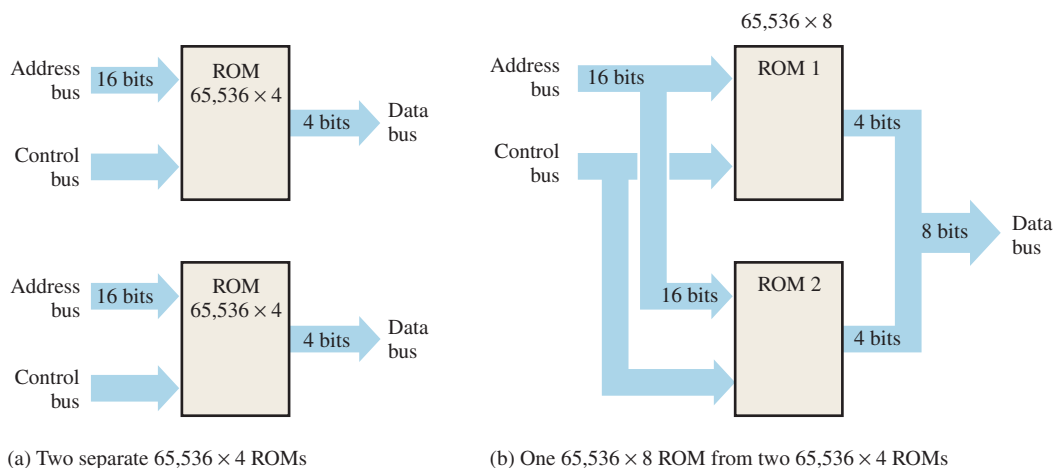 Address
bus
16 bits
ROM
65,536 × 4
4 bits
Data
bus
Control
bus
Address
bus
16 bits
ROM
65,536 × 4
4 bits
Data
bus
Control
bus
(a) Two separate 65,536 × 4 ROMs
65,536 × 8
Address
bus
16 bits
ROM 1
4 bits
Control
bus
8 bits
Data
bus
16 bits
ROM 2
4 bits
(b) One 65,536 × 8 ROM from two 65,536 × 4 ROMs